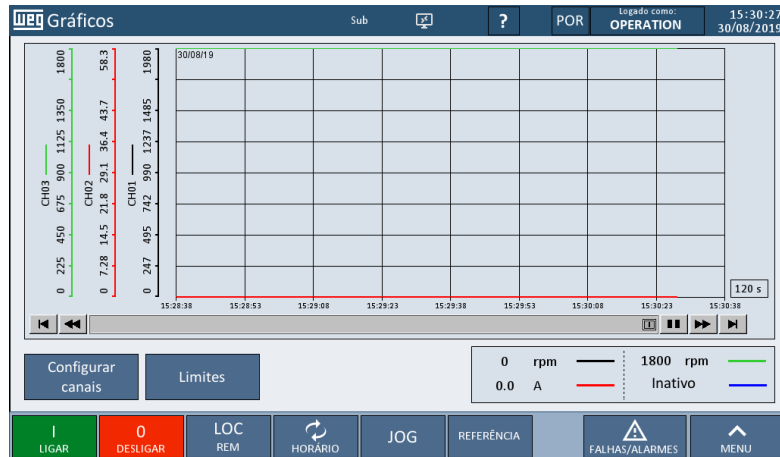 WEG Gráficos
Sub
?
POR
Logado como:
OPERATION
15:30:27
30/08/2019
1800
1350
1125
900
675
450
225
0
CH03
58.3
43.7
36.4
29.1
21.8
14.5
7.28
0
CH02
1980
1485
1237
990
742
495
247
0
CH01
30/08/19
15:28:38
15:28:53
15:29:08
15:29:23
15:29:38
15:29:53
15:30:08
15:30:23
15:30:38
120 s
Configurar
canais
Limites
0 rpm
0.0 A
1800 rpm
Inativo
I
LIGAR
0
DESLIGAR
LOC
REM
HORÁRIO
JOG
REFERÊNCIA
FALHAS/ALARMES
MENU